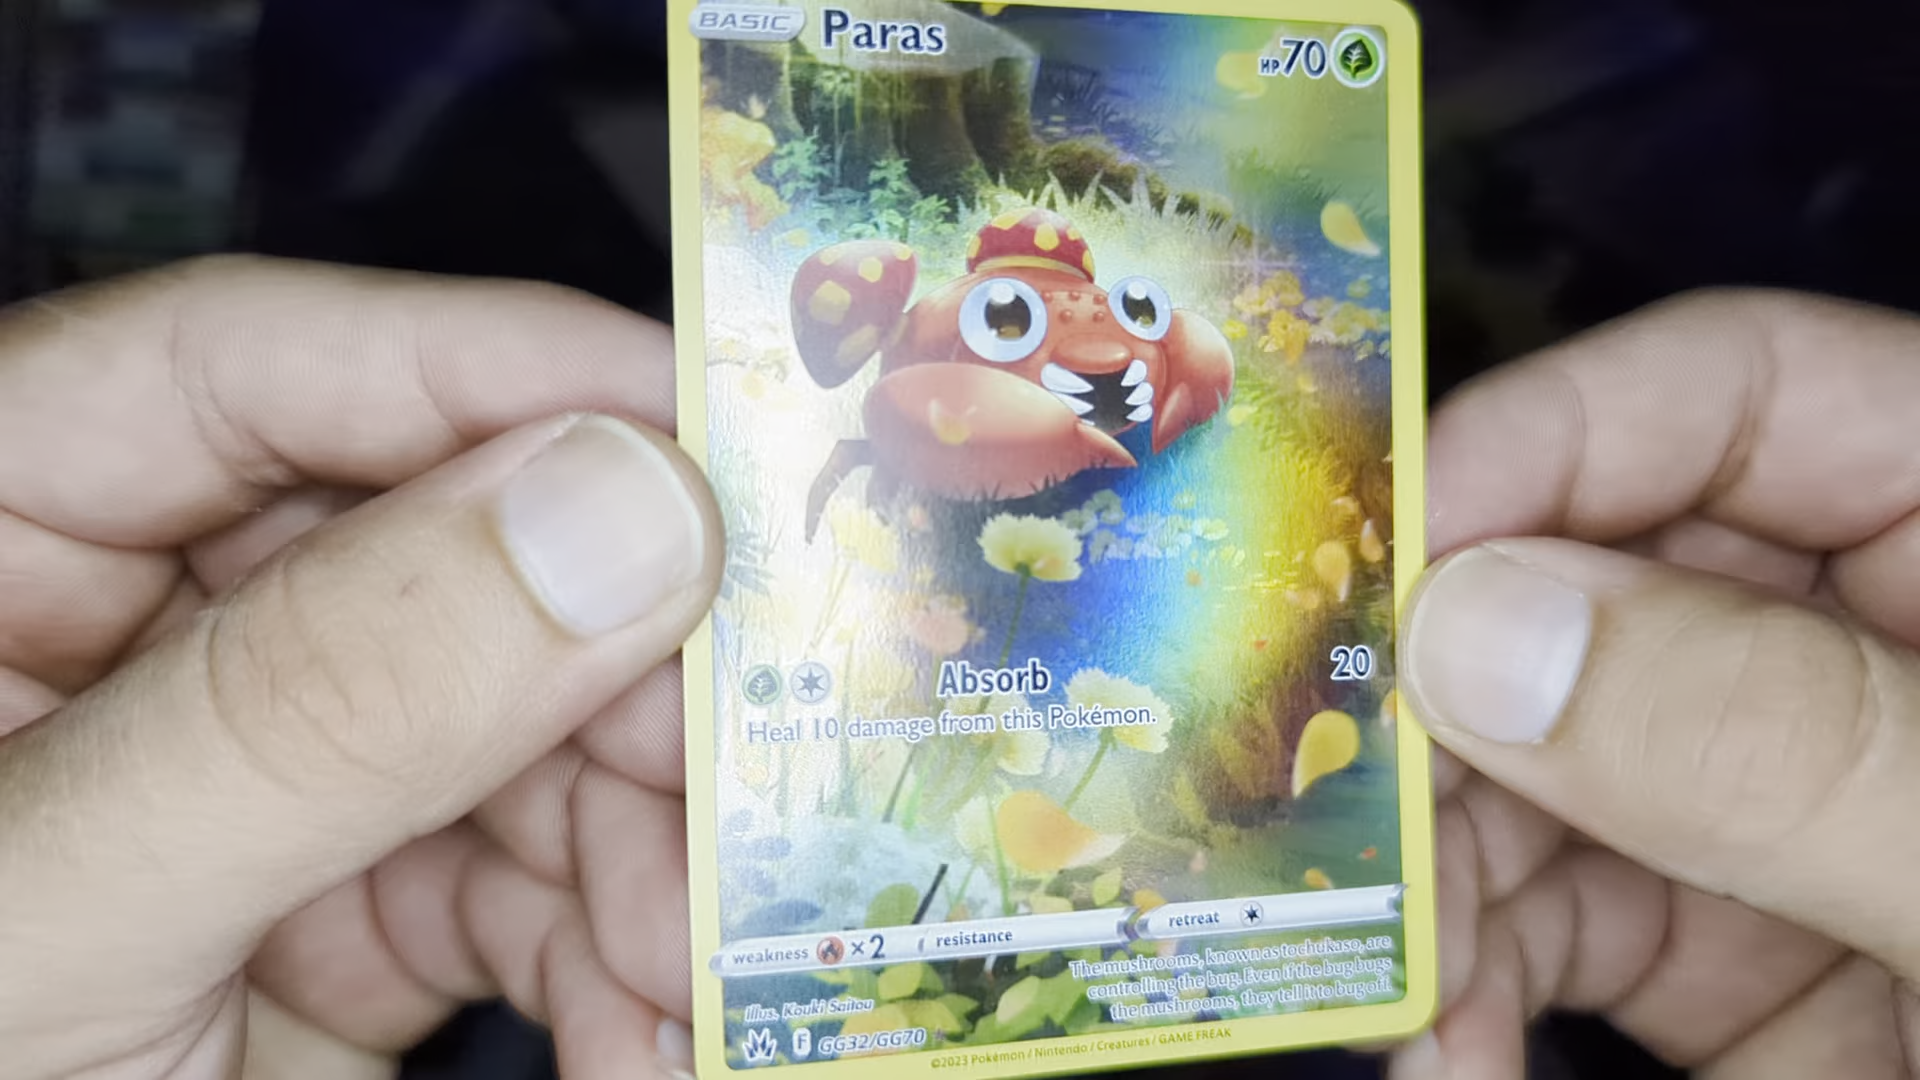 BASIC Paras HP 70
Absorb 20
Heal 10 damage from this Pokémon.
weakness ×2 resistance retreat
The mushrooms, known as tochukaso, are
controlling the bug. Even if the bug bugs
the mushrooms, they tell it to bug off.
Illus. Kouki Saitou
F GG32/GG70
©2023 Pokémon / Nintendo / Creatures / GAME FREAK